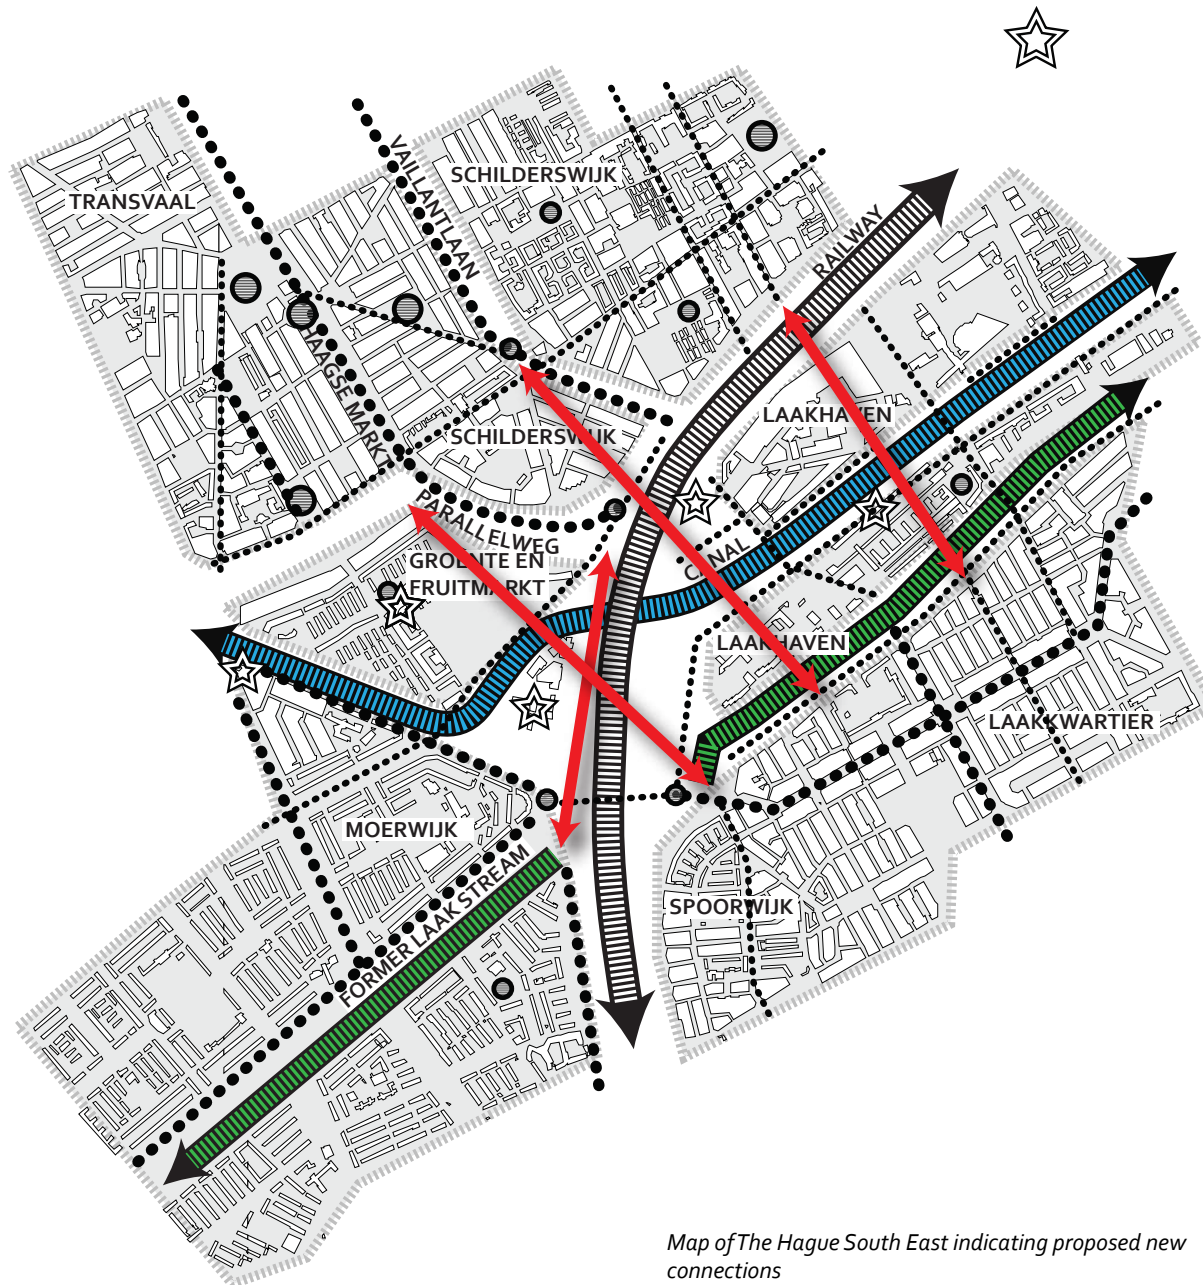 VAILLANTLAAN
SCHILDERSWIJK
TRANSVAAL
RAILWAY
HAAGSE MARKT
LAAKHAVEN
SCHILDERSWIJK
PARALLELWEG
GROENTE EN
FRUITMARKT
CANAL
LAAKHAVEN
LAAKKWARTIER
MOERWIJK
FORMER LAAK STREAM
SPOORWIJK
Map of The Hague South East indicating proposed new
connections